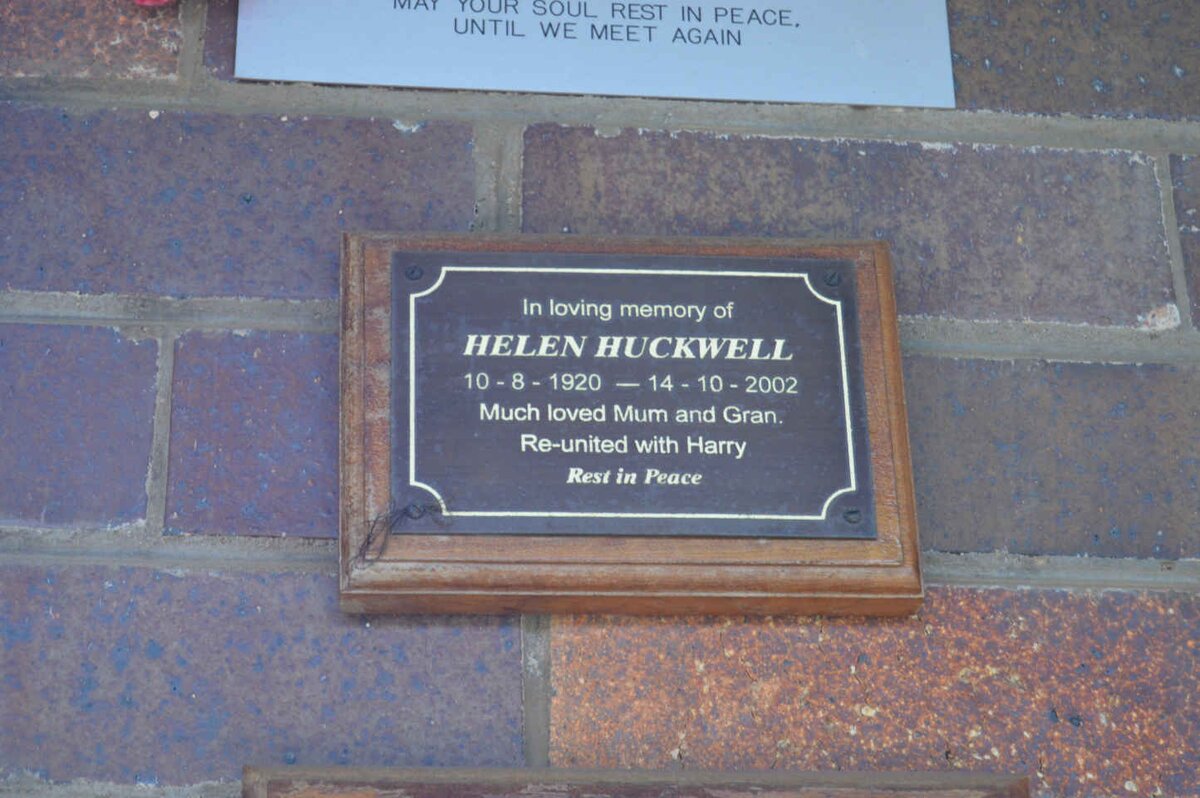 MAY YOUR SOUL REST IN PEACE,
UNTIL WE MEET AGAIN
In loving memory of
HELEN HUCKWELL
10 - 8 - 1920 — 14 - 10 - 2002
Much loved Mum and Gran.
Re-united with Harry
Rest in Peace